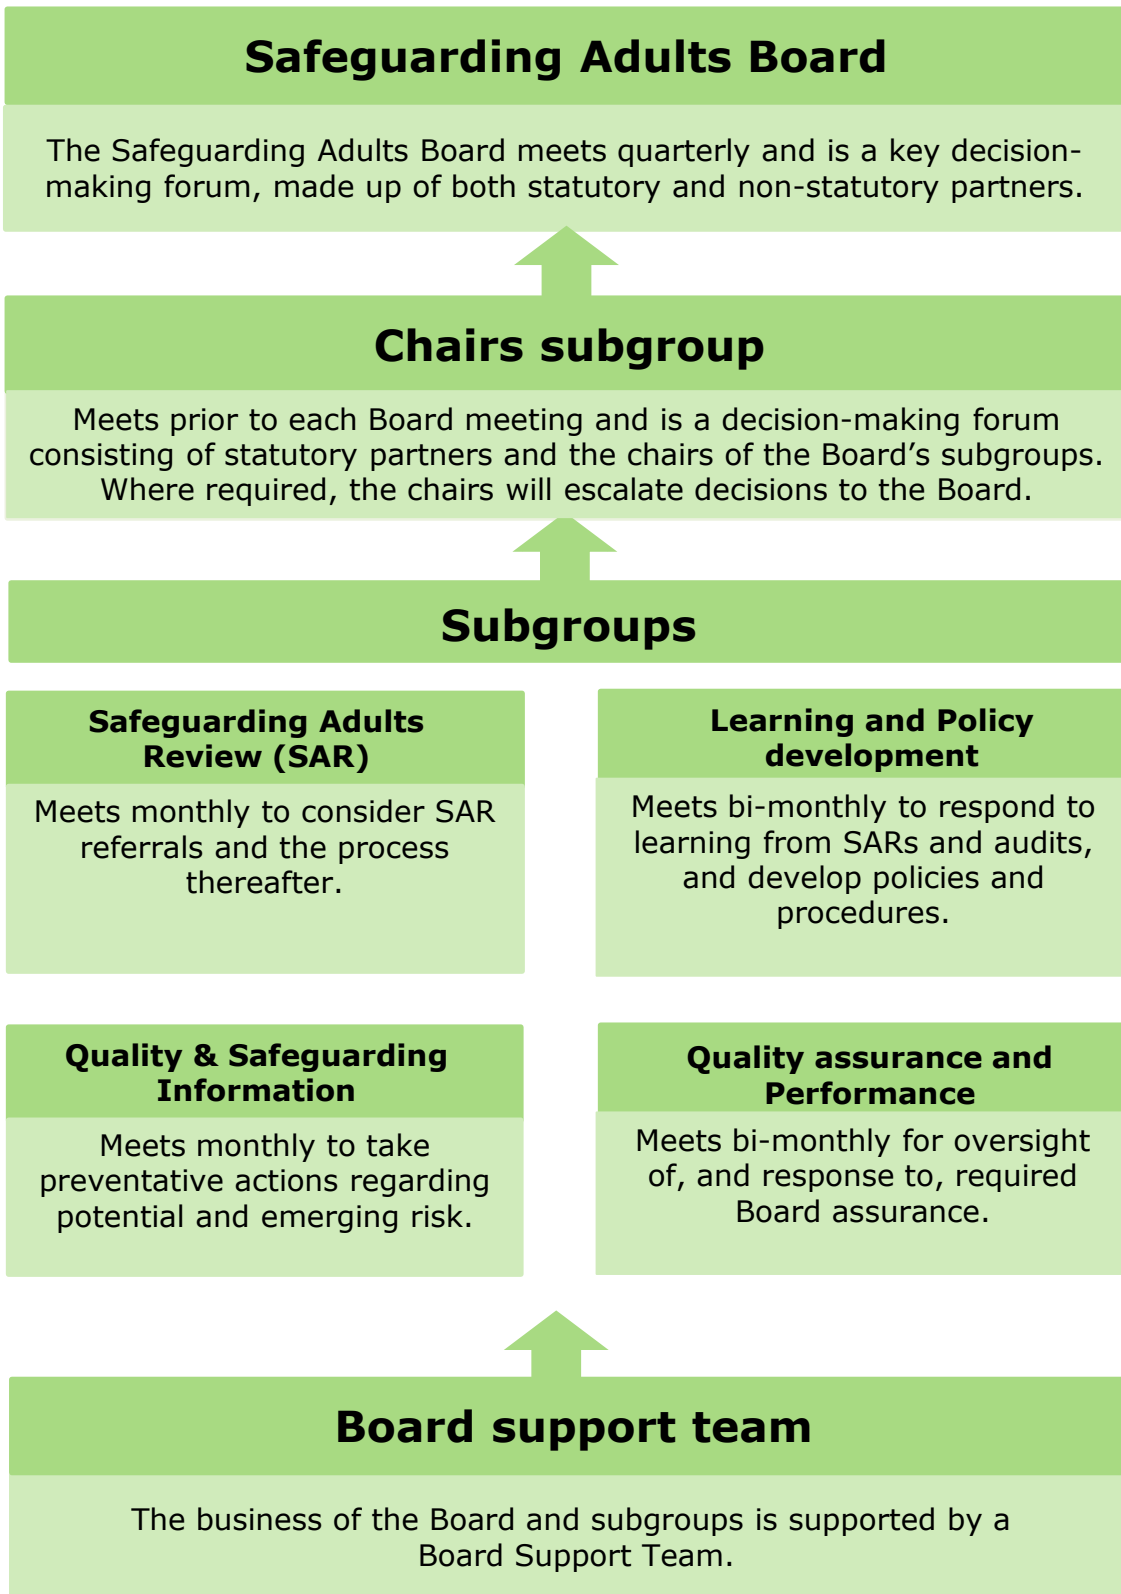 Safeguarding Adults Board
The Safeguarding Adults Board meets quarterly and is a key decision-
making forum, made up of both statutory and non-statutory partners.
Chairs subgroup
Meets prior to each Board meeting and is a decision-making forum
consisting of statutory partners and the chairs of the Board’s subgroups.
Where required, the chairs will escalate decisions to the Board.
Subgroups
Safeguarding Adults
Review (SAR)
Meets monthly to consider SAR
referrals and the process
thereafter.
Learning and Policy
development
Meets bi-monthly to respond to
learning from SARs and audits,
and develop policies and
procedures.
Quality & Safeguarding
Information
Meets monthly to take
preventative actions regarding
potential and emerging risk.
Quality assurance and
Performance
Meets bi-monthly for oversight
of, and response to, required
Board assurance.
Board support team
The business of the Board and subgroups is supported by a
Board Support Team.